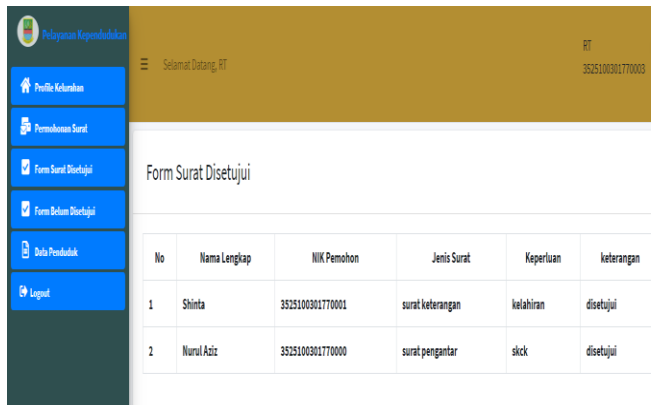 Pelayanan Kependudukan
Profile Kelurahan
Permohonan Surat
Form Surat Disetujui
Form Belum Disetujui
Data Penduduk
Logout
Selamat Datang, RT
RT
3525100301770003
Form Surat Disetujui
No Nama Lengkap NIK Pemohon Jenis Surat Keperluan keterangan
1 Shinta 3525100301770001 surat keterangan kelahiran disetujui
2 Nurul Aziz 3525100301770000 surat pengantar skck disetujui